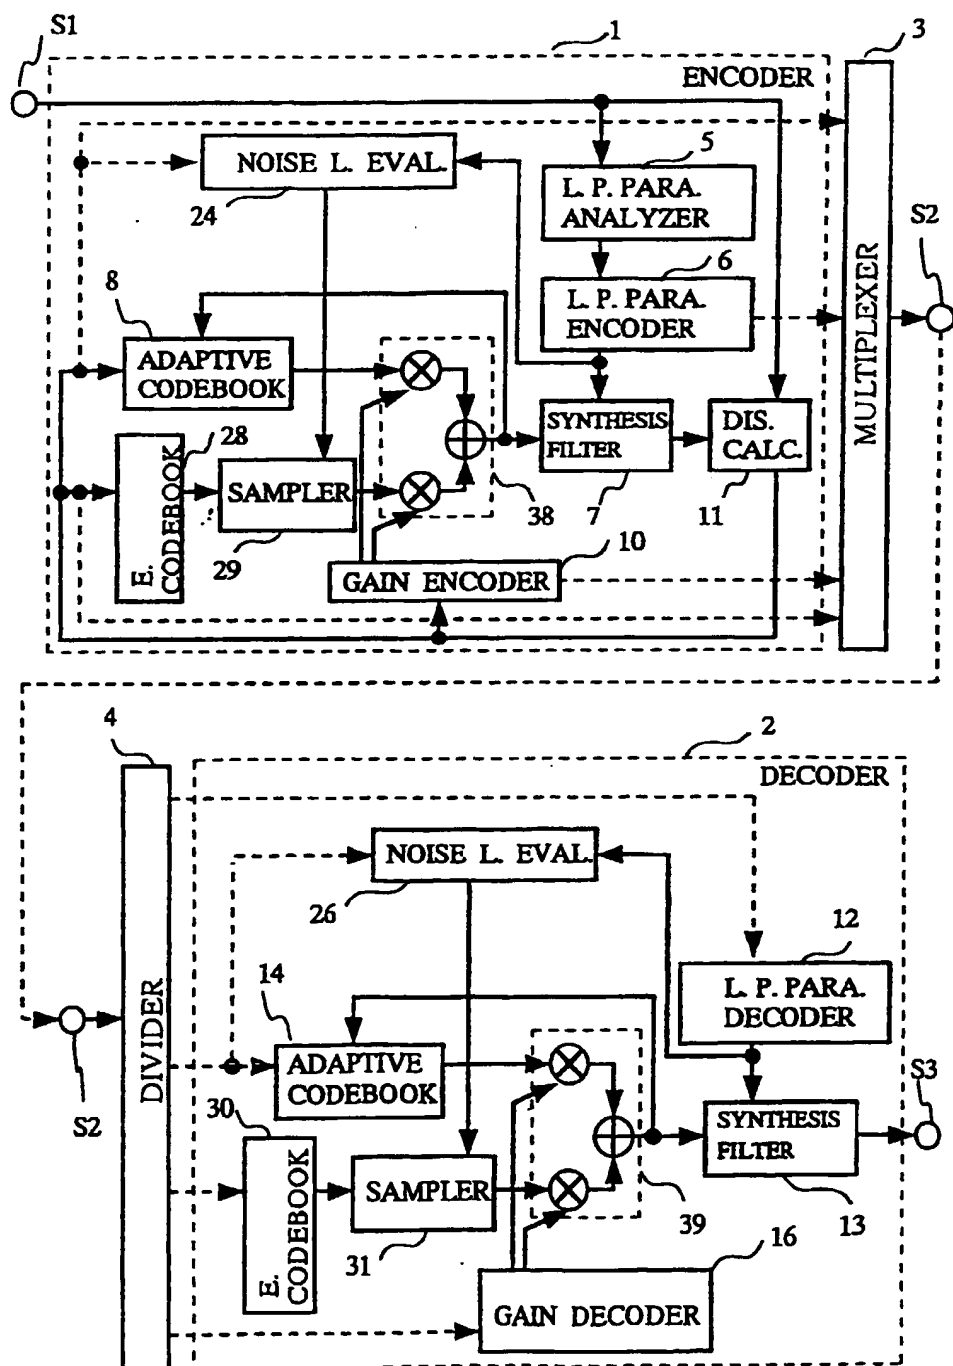 S1
1
3
ENCODER
5
NOISE L. EVAL.
L. P. PARA.
ANALYZER
24
S2
6
8
L. P. PARA.
ENCODER
MULTIPLEXER
ADAPTIVE
CODEBOOK
28
SYNTHESIS
FILTER
DIS.
CALC.
E.
CODEBOOK
SAMPLER
38
7
11
29
10
GAIN ENCODER
4
2
DECODER
NOISE L. EVAL.
26
12
14
L. P. PARA.
DECODER
DIVIDER
S2
ADAPTIVE
CODEBOOK
S3
30
SYNTHESIS
FILTER
E.
CODEBOOK
SAMPLER
39
13
31
16
GAIN DECODER